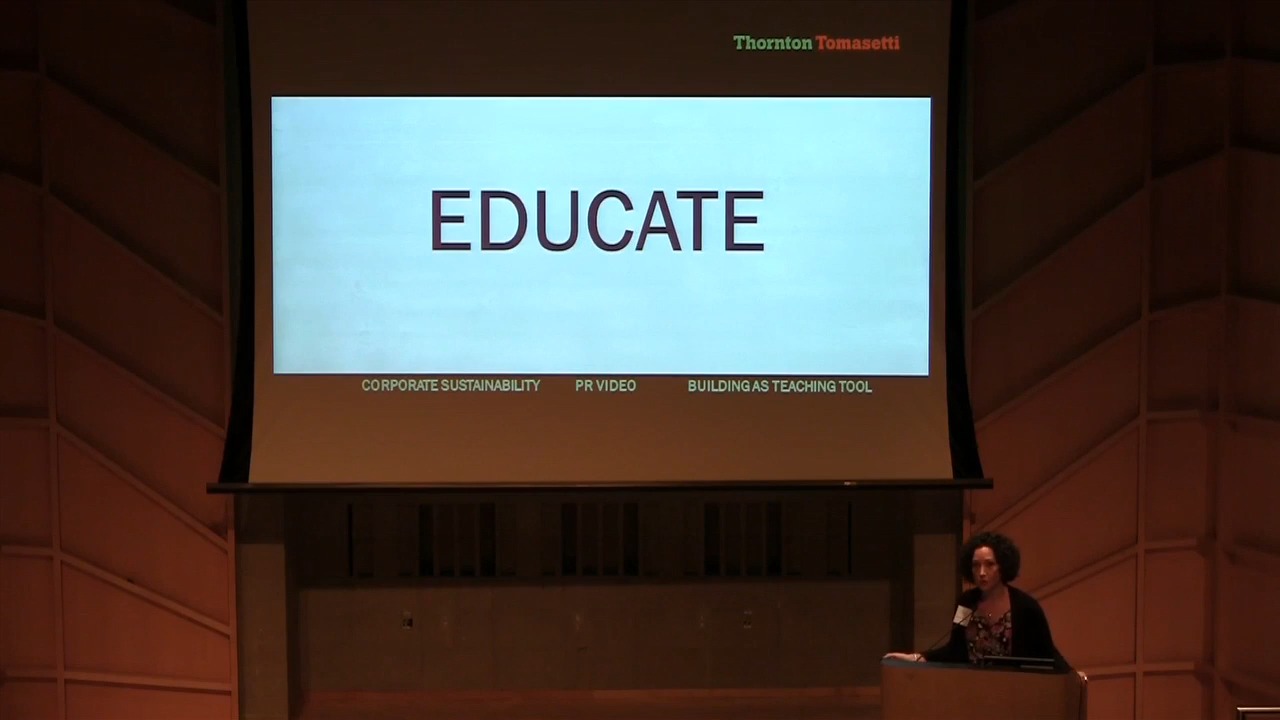 Thornton Tomasetti
EDUCATE
CORPORATE SUSTAINABILITY PR VIDEO BUILDING AS TEACHING TOOL